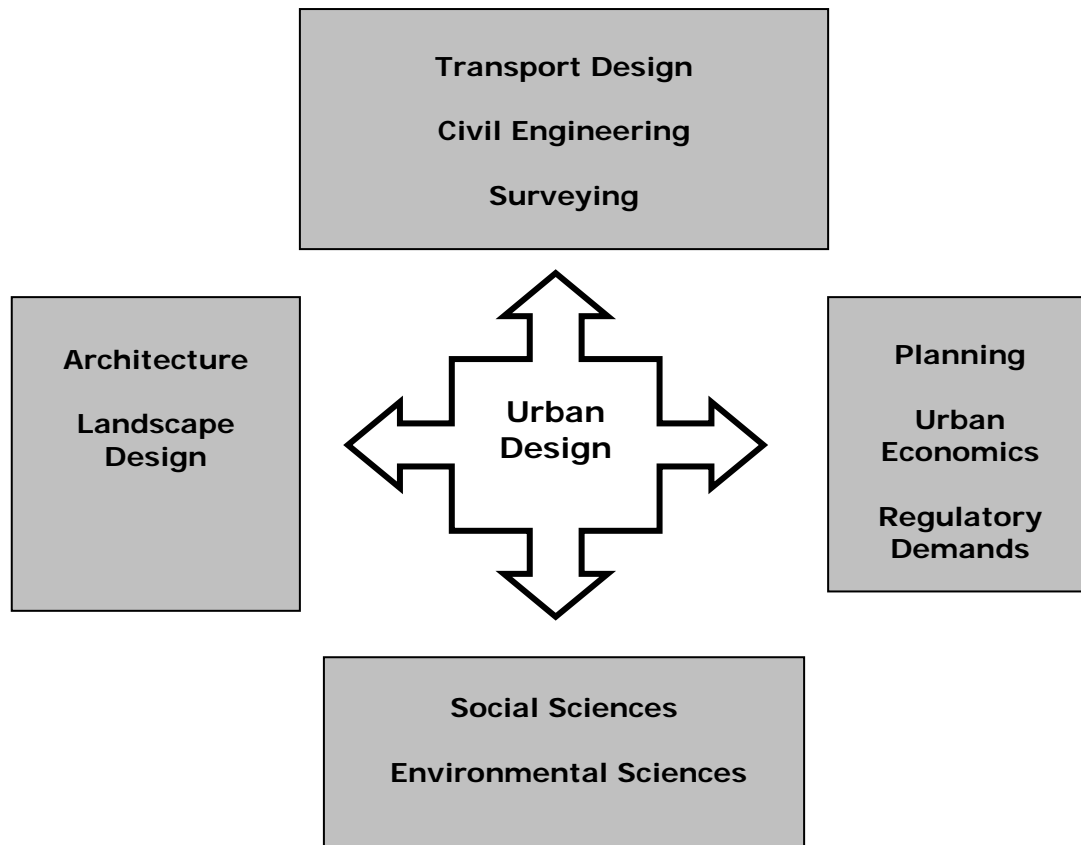 Transport Design
Civil Engineering
Surveying
Architecture
Landscape
Design
Urban
Design
Planning
Urban
Economics
Regulatory
Demands
Social Sciences
Environmental Sciences